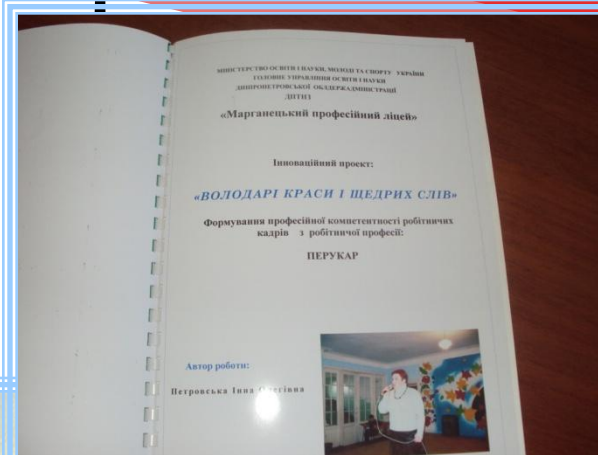 МІНІСТЕРСТВО ОСВІТИ І НАУКИ, МОЛОДІ ТА СПОРТУ УКРАЇНИ
ГОЛОВНЕ УПРАВЛІННЯ ОСВІТИ І НАУКИ
ДНІПРОПЕТРОВСЬКОЇ ОБЛДЕРЖАДМІНІСТРАЦІЇ
«Марганецький професійний ліцей»
Інноваційний проект:
«ВОЛОДАРІ КРАСИ І ЩЕДРИХ СЛІВ»
Формування професійної компетентності робітничих
кадрів з робітничої професії:
ПЕРУКАР
Автор роботи:
Петровська Інна